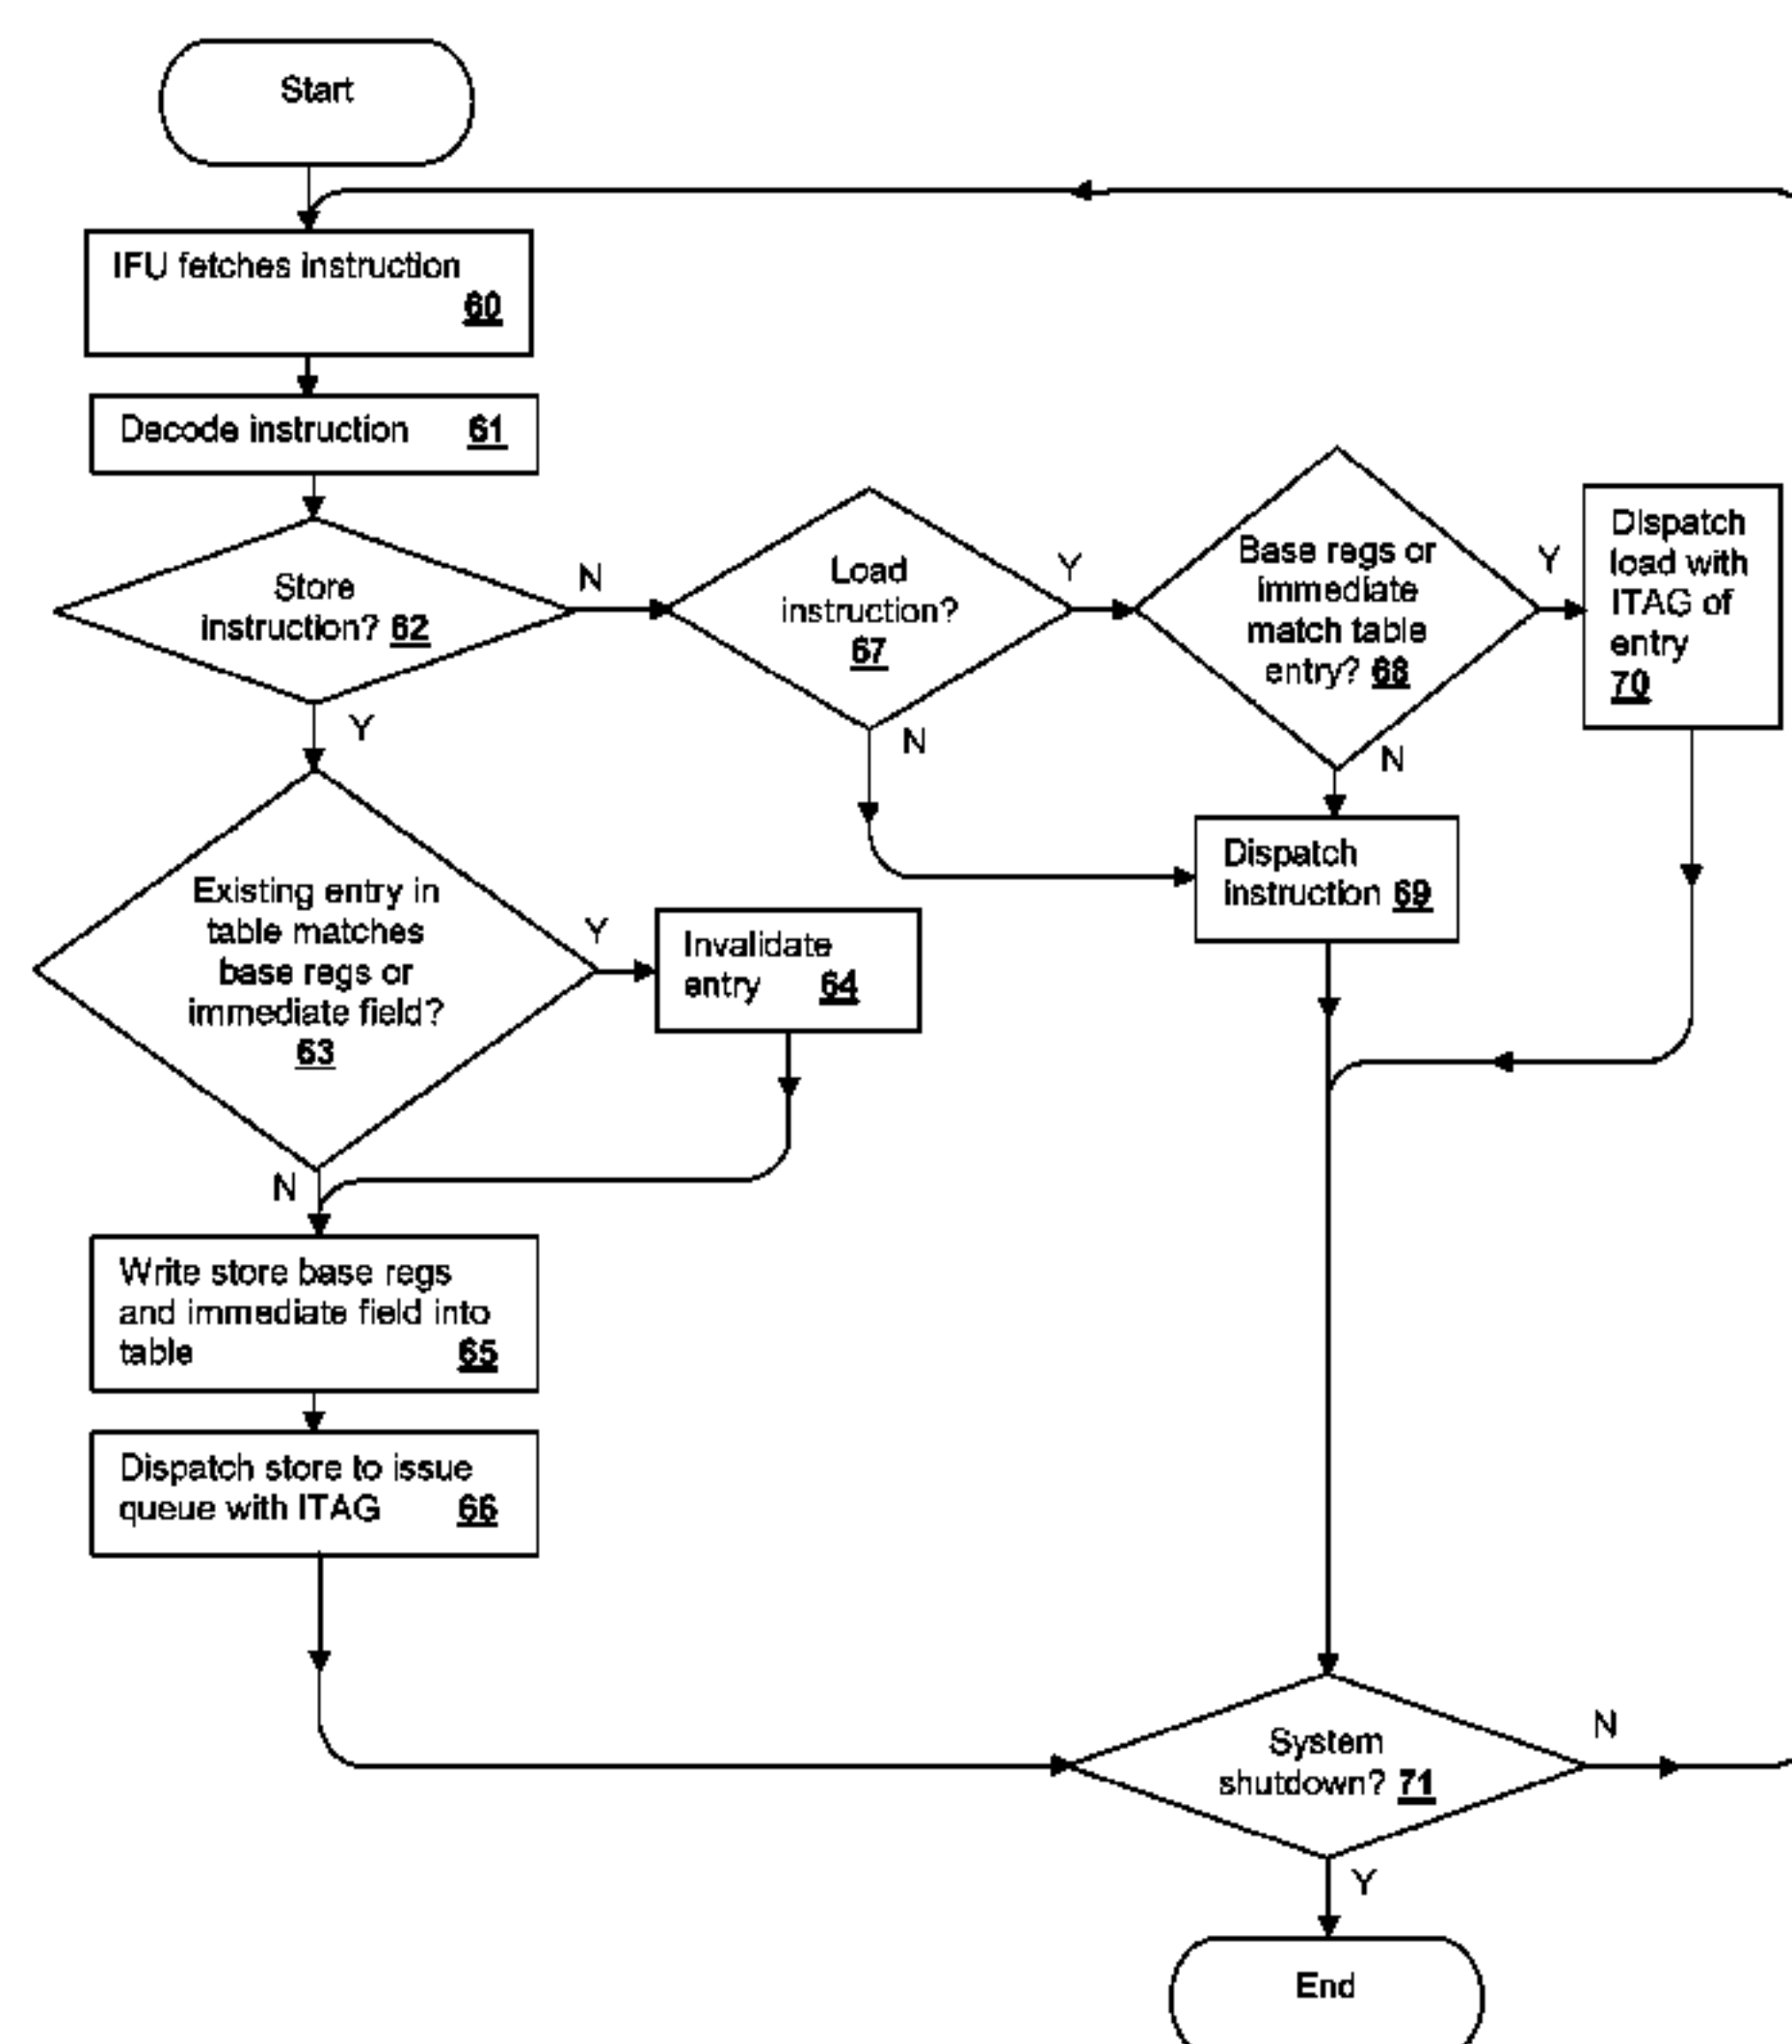 Start
IFU fetches instruction
60
Decode instruction 61
Store
instruction? 62
N
Y
Load
instruction?
67
Y
N
Base regs or
immediate
match table
entry? 68
Y
N
Dispatch
load with
ITAG of
entry
70
Dispatch
instruction 69
Existing entry in
table matches
base regs or
immediate field?
63
Y
N
Invalidate
entry 64
Write store base regs
and immediate field into
table 65
Dispatch store to issue
queue with ITAG 66
System
shutdown? 71
N
Y
End